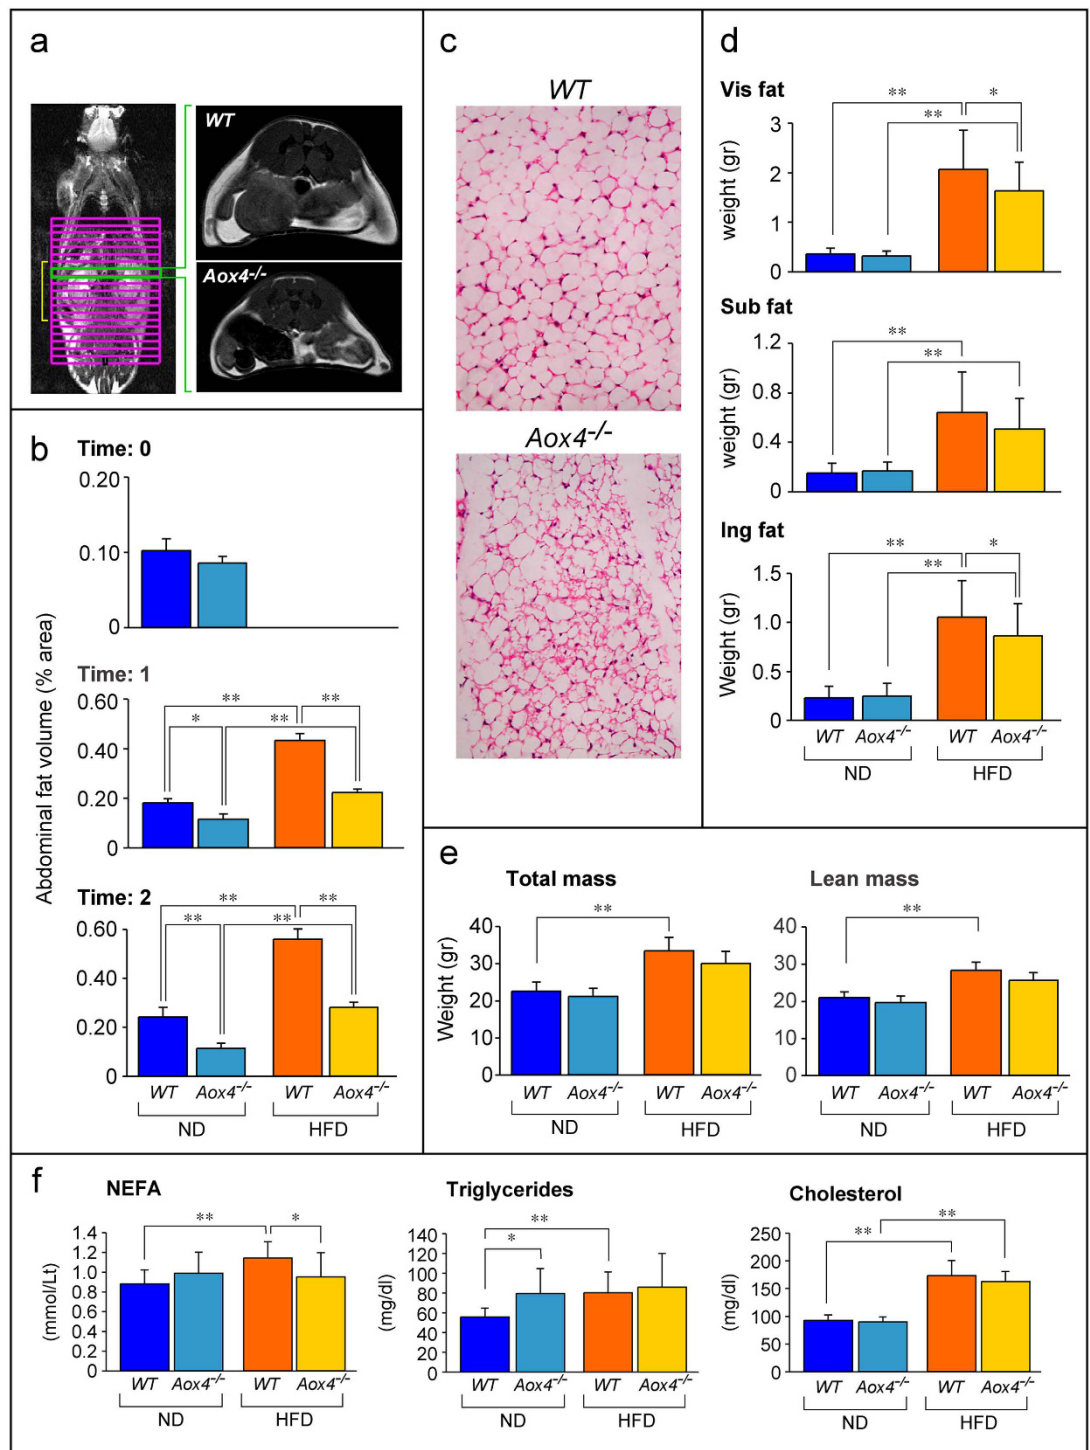 a
WT
Aox4-/-
b
Time: 0
0.20
0.10
0
Abdominal fat volume (% area)
Time: 1
0.60
0.40
0.20
0
**
**
*
**
Time: 2
0.60
0.40
0.20
0
**
**
**
**
WT Aox4-/- WT Aox4-/-
ND HFD
c
WT
Aox4-/-
d
Vis fat
weight (gr)
3
2
1
0
**
*
**
Sub fat
weight (gr)
1.2
0.8
0.4
0
**
**
Ing fat
Weight (gr)
1.5
1.0
0.5
0
**
*
**
WT Aox4-/- WT Aox4-/-
ND HFD
e
Total mass
Weight (gr)
40
30
20
10
0
**
WT Aox4-/- WT Aox4-/-
ND HFD
Lean mass
40
30
20
10
0
**
WT Aox4-/- WT Aox4-/-
ND HFD
f
NEFA
(mmol/Lt)
1.4
1.2
1.0
0.8
0.6
0.4
0.2
0
**
*
WT Aox4-/- WT Aox4-/-
ND HFD
Triglycerides
(mg/dl)
140
120
100
80
60
40
20
0
**
*
WT Aox4-/- WT Aox4-/-
ND HFD
Cholesterol
(mg/dl)
250
200
150
100
50
0
**
**
WT Aox4-/- WT Aox4-/-
ND HFD